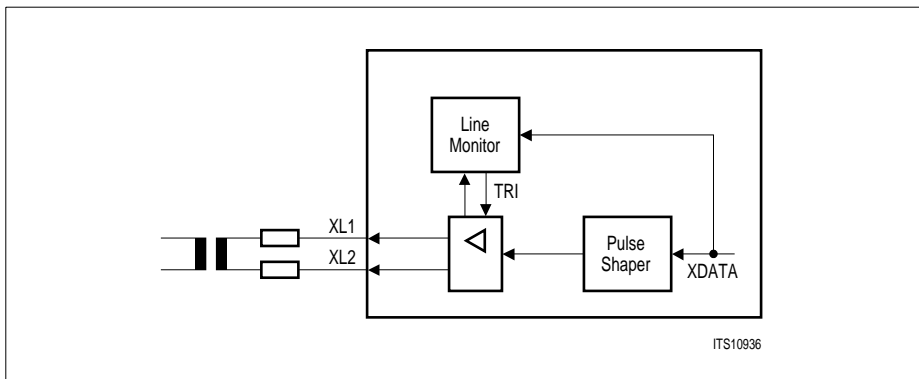 Line
Monitor
TRI
XL1
XL2
Pulse
Shaper
XDATA
ITS10936